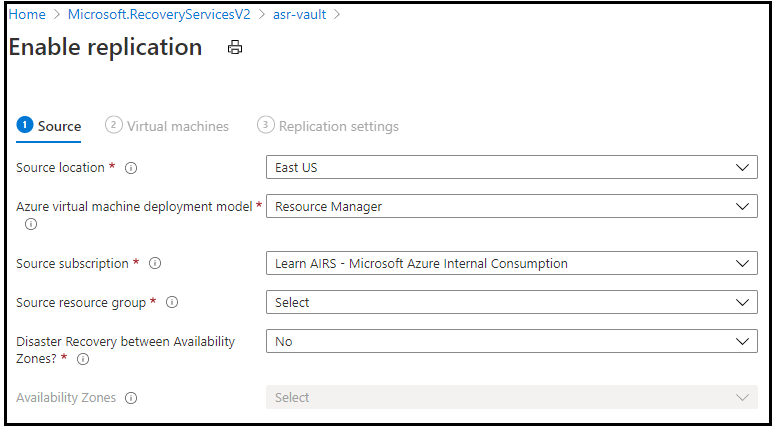 Home > Microsoft.RecoveryServicesV2 > asr-vault >
Enable replication
1 Source 2 Virtual machines 3 Replication settings
Source location * East US
Azure virtual machine deployment model * Resource Manager
Source subscription * Learn AIRS - Microsoft Azure Internal Consumption
Source resource group * Select
Disaster Recovery between Availability
Zones? * No
Availability Zones Select